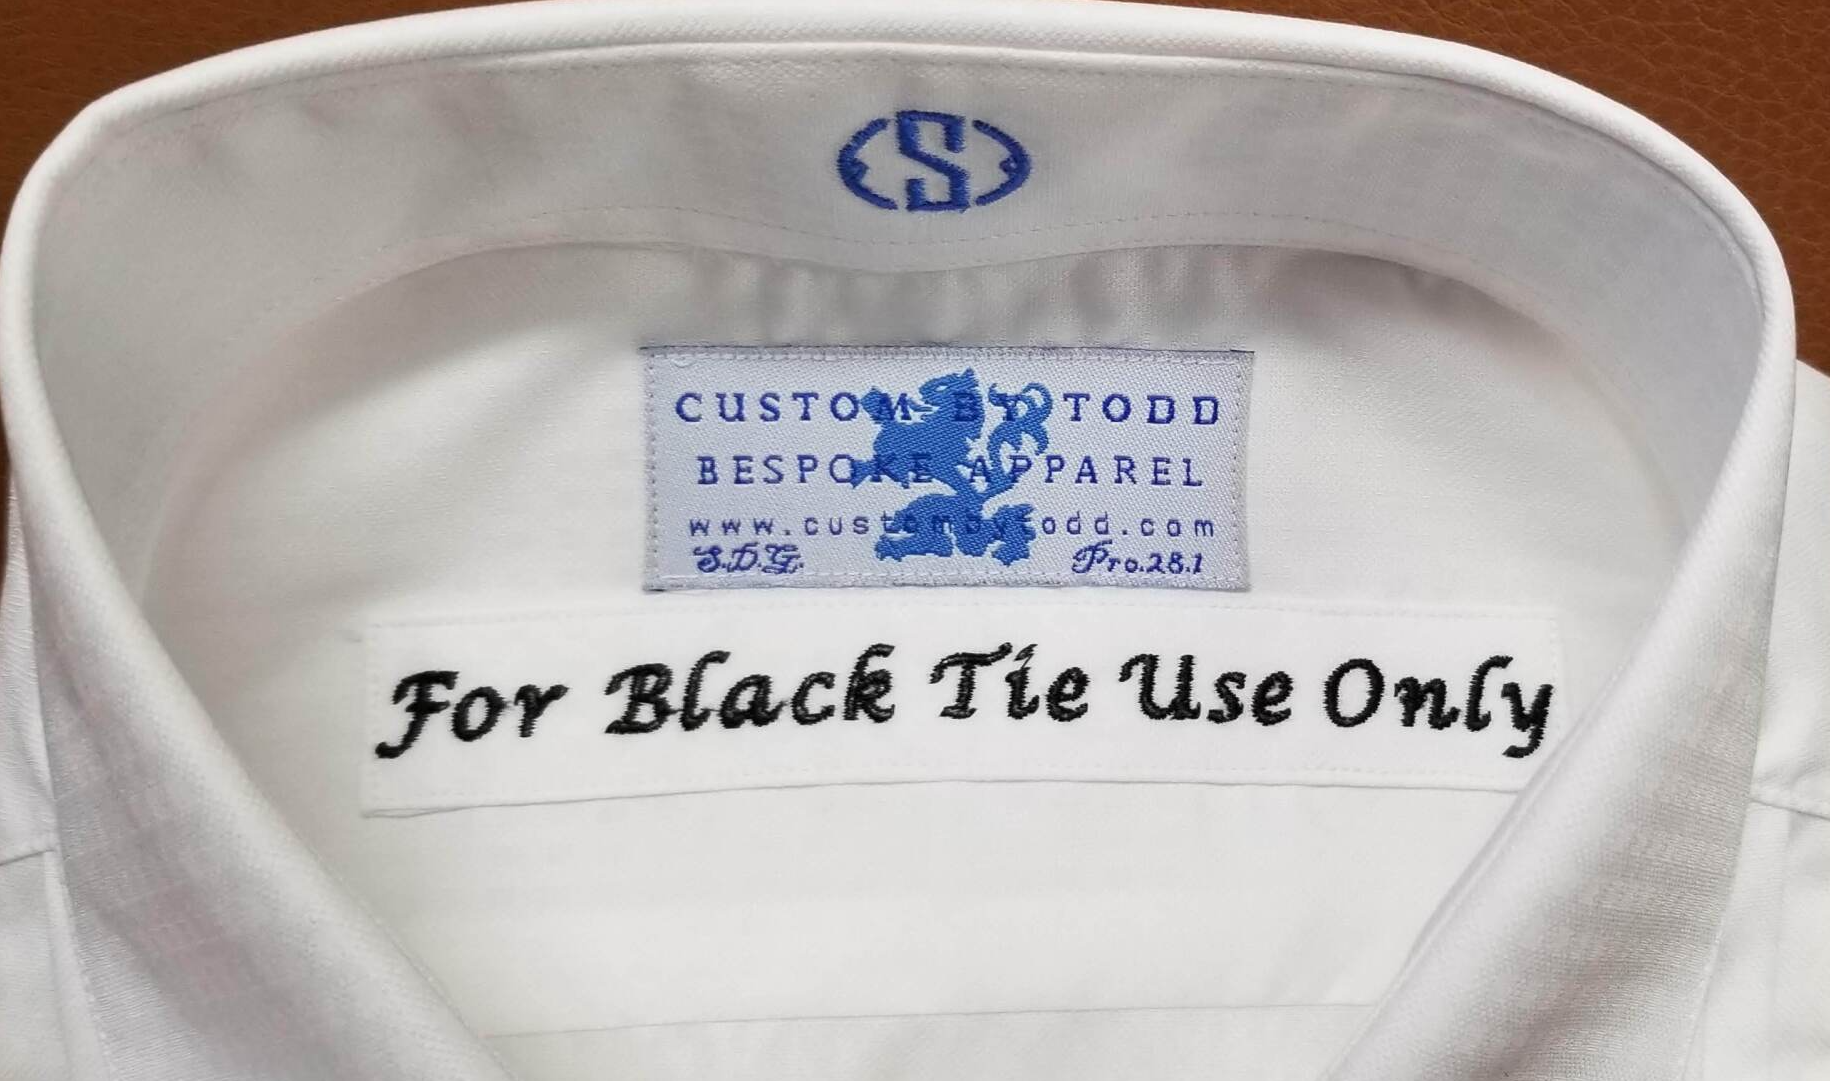 S
CUSTOM BY TODD
BESPOKE APPAREL
www.custombytodd.com
S.D.G. Pro.28.1
For Black Tie Use Only